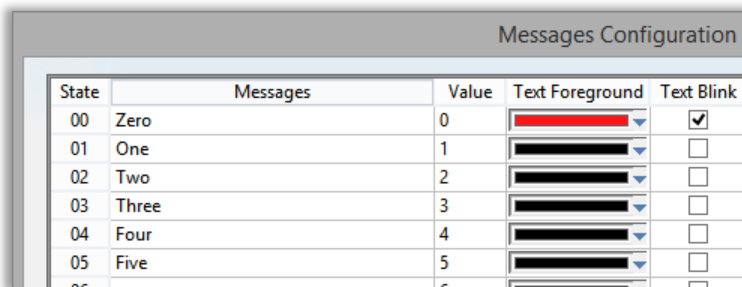 Messages Configuration
State Messages Value Text Foreground Text Blink
00 Zero 0
01 One 1
02 Two 2
03 Three 3
04 Four 4
05 Five 5